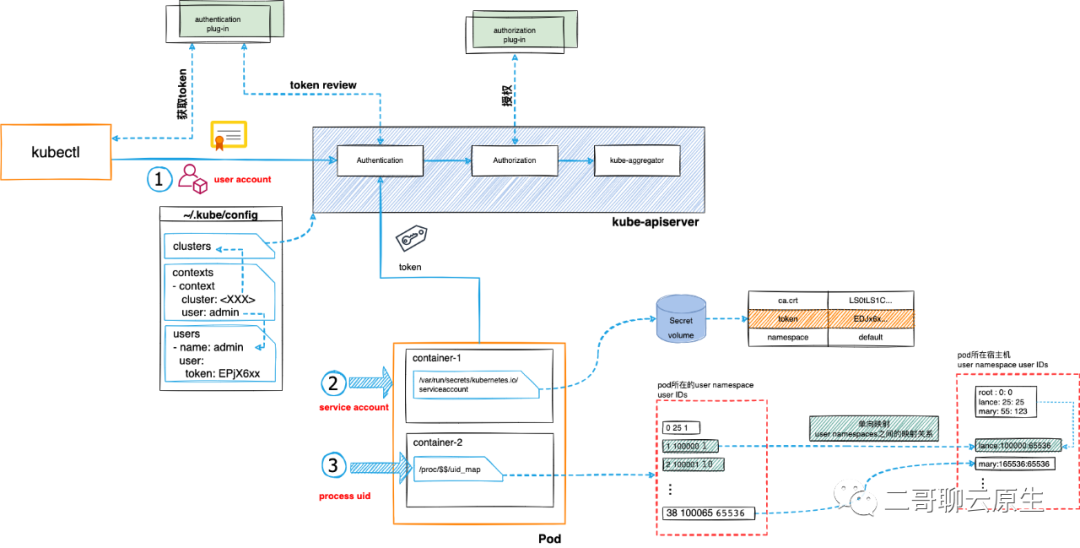 authentication
plug-in
authorization
plug-in
获取token
token review
授权
kubectl
Authentication
Authorization
kube-aggregator
1
user account
kube-apiserver
~/.kube/config
clusters
contexts
- context
cluster: <XXX>
user: admin
users
- name: admin
user:
token: EPjX6xx
token
Secret
volume
ca.crt
LS0tLS1C...
token
EDJx6x...
namespace
default
2
service account
container-1
/var/run/secrets/kubernetes.io/
serviceaccount
3
process uid
container-2
/proc/$$/uid_map
Pod
pod所在的user namespace
user IDs
0 25 1
1 100000 1
2 100001 10
38 100065 65536
单向映射
user namespaces之间的映射关系
pod所在宿主机
user namespace user IDs
root : 0: 0
lance: 25: 25
mary: 55: 123
lance:100000:65536
mary:165536:65536
二哥聊云原生